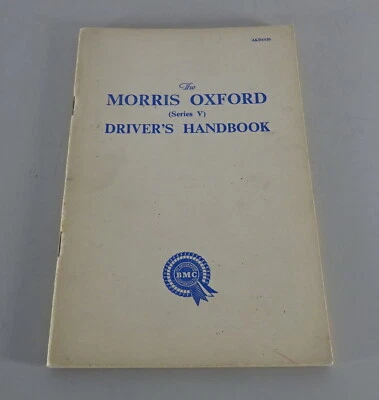 The
MORRIS OXFORD
(Series V)
DRIVER'S HANDBOOK
BMC